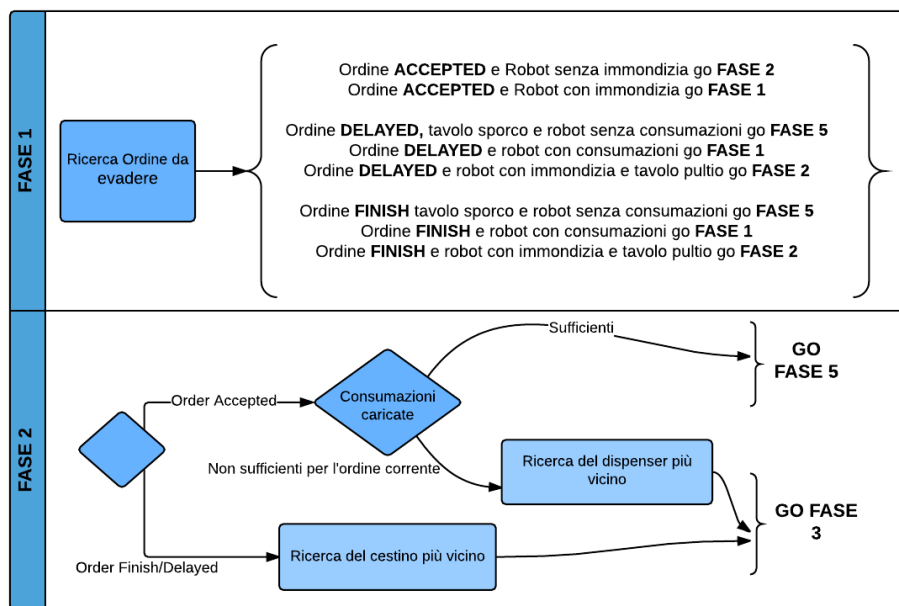 FASE 1
Ricerca Ordine da
evadere
Ordine ACCEPTED e Robot senza immondizia go FASE 2
Ordine ACCEPTED e Robot con immondizia go FASE 1
Ordine DELAYED, tavolo sporco e robot senza consumazioni go FASE 5
Ordine DELAYED e robot con consumazioni go FASE 1
Ordine DELAYED e robot con immondizia e tavolo pultio go FASE 2
Ordine FINISH tavolo sporco e robot senza consumazioni go FASE 5
Ordine FINISH e robot con consumazioni go FASE 1
Ordine FINISH e robot con immondizia e tavolo pultio go FASE 2
FASE 2
Order Accepted
Consumazioni
caricate
Sufficienti
GO
FASE 5
Non sufficienti per l'ordine corrente
Ricerca del dispenser più
vicino
GO FASE
3
Order Finish/Delayed
Ricerca del cestino più vicino